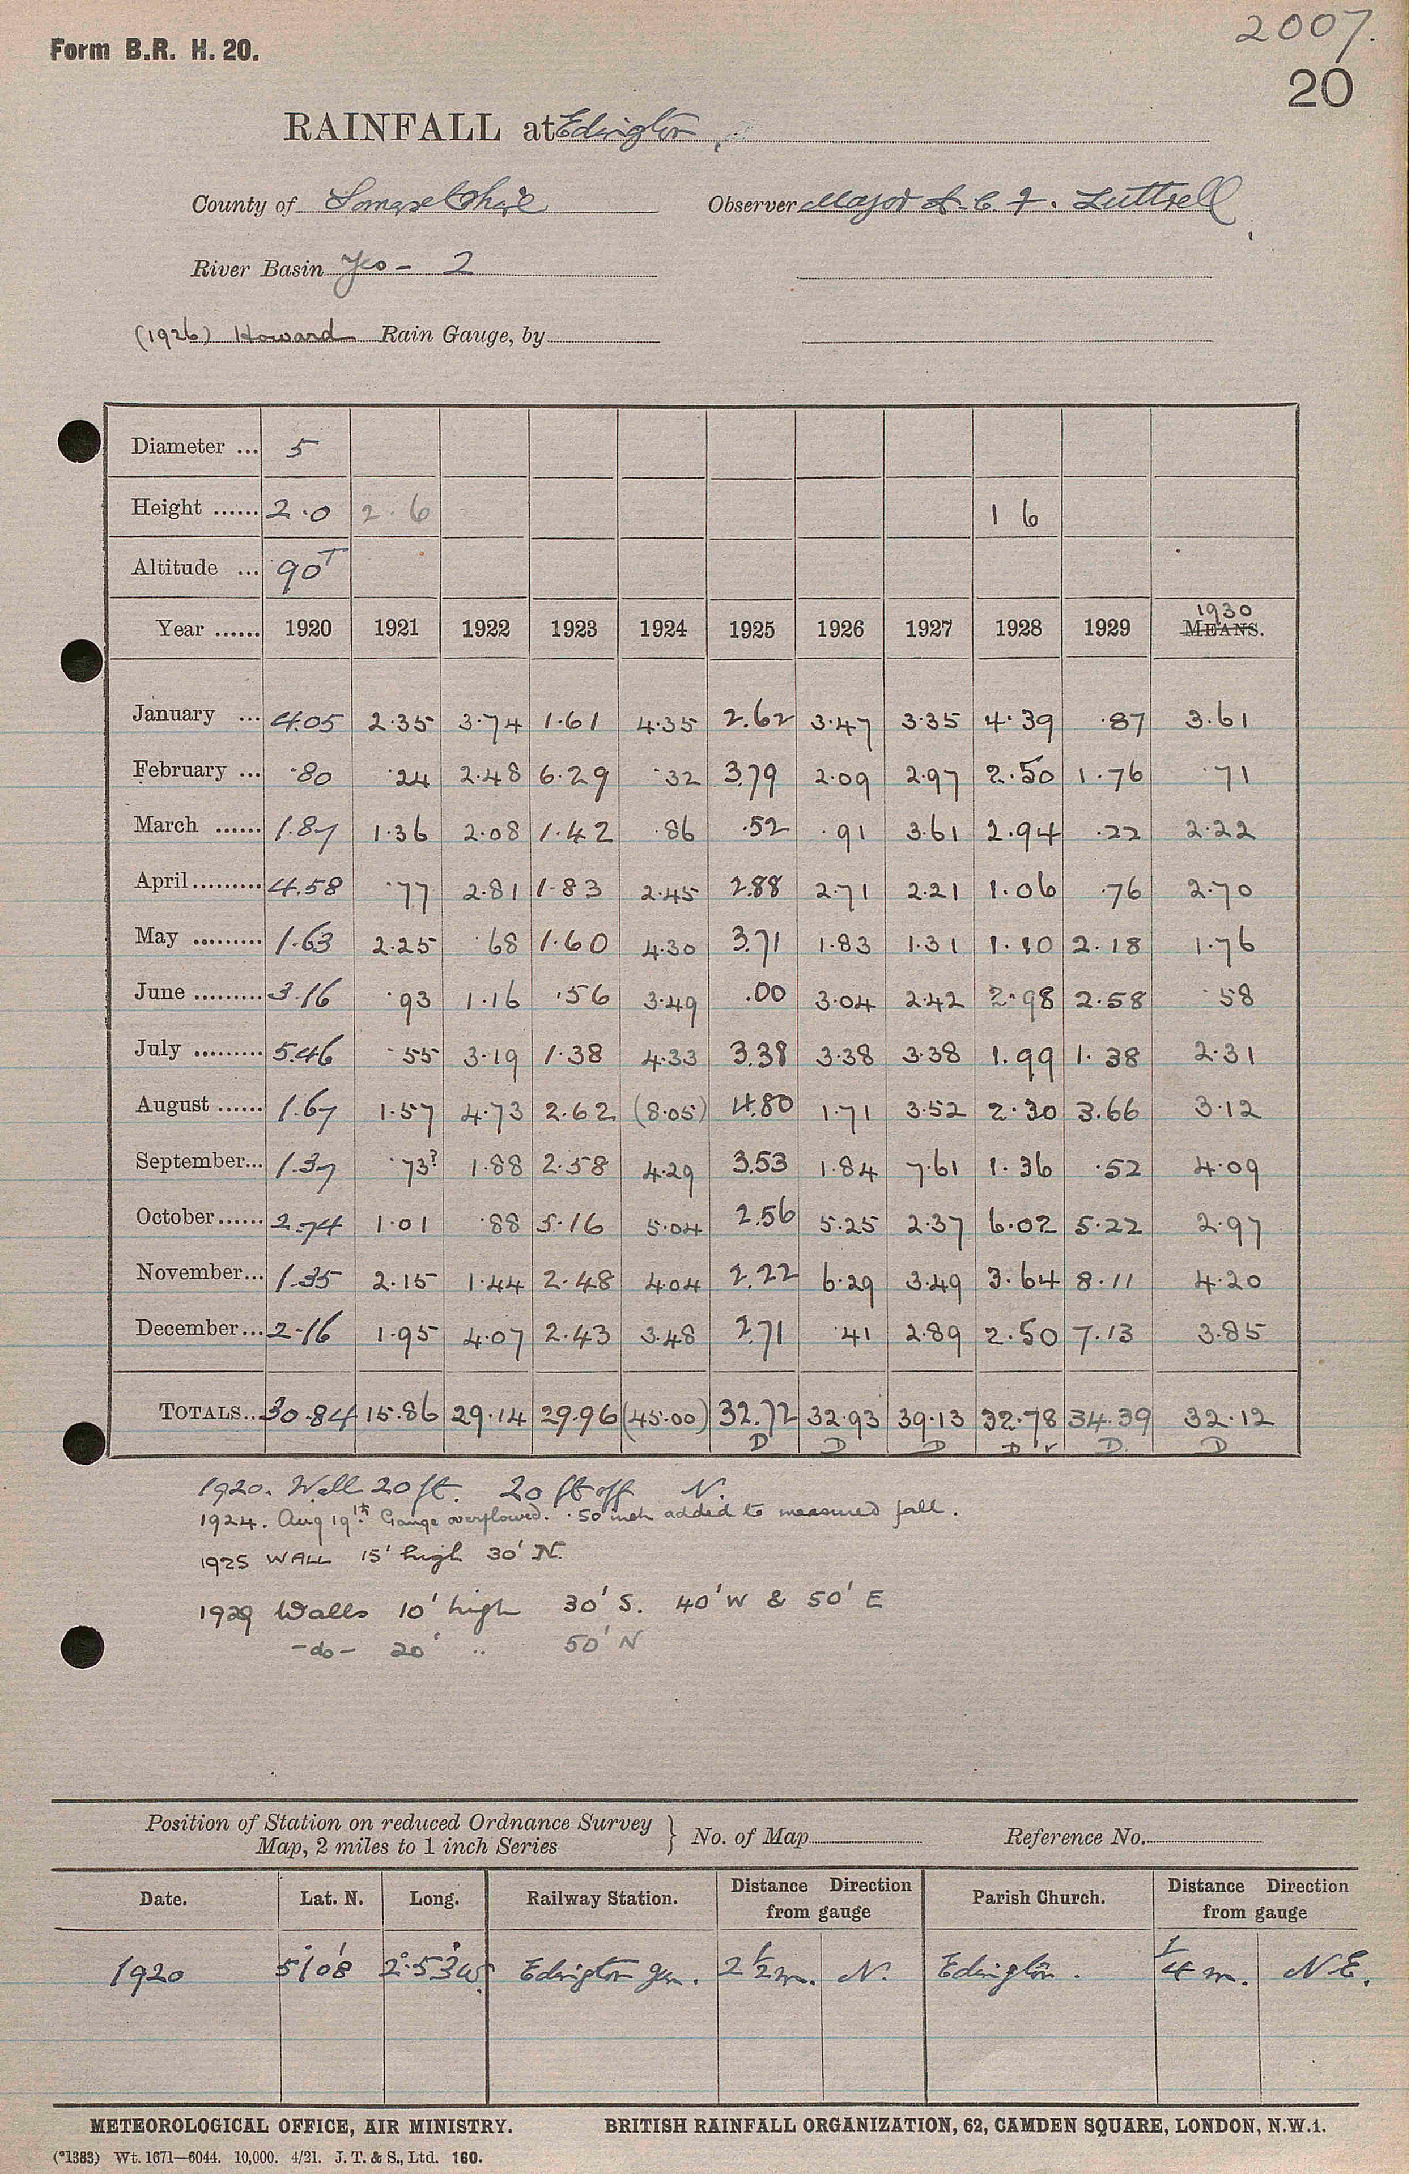 2007.
Form B.R. H. 20.
20
RAINFALL at Edington
County of Somersetshire Observer Major A. C. F. Luttrell
River Basin Yeo - 2
(1926) Howard Rain Gauge, by
Diameter ... 5
Height ...... 2.0 2.6 1 6
Altitude ... 90T
1930
Year ...... 1920 1921 1922 1923 1924 1925 1926 1927 1928 1929 MEANS.
January ... 4.05 2.35 3.74 1.61 4.35 2.62 3.47 3.35 4.39 .87 3.61
February ... .80 .24 2.48 6.29 .32 3.79 2.09 2.97 2.50 1.76 .71
March ...... 1.87 1.36 2.08 1.42 .86 .52 .91 3.61 2.94 .22 2.22
April......... 4.58 .77 2.81 1.83 2.45 2.88 2.71 2.21 1.06 .76 2.70
May ......... 1.63 2.25 .68 1.60 4.30 3.71 1.83 1.31 1.10 2.18 1.76
June ......... 3.16 .93 1.16 .56 3.49 .00 3.04 2.42 2.98 2.58 .58
July ......... 5.46 .55 3.19 1.38 4.33 3.38 3.38 3.38 1.99 1.38 2.31
August ...... 1.67 1.57 4.73 2.62 (8.05) 4.80 1.71 3.52 2.30 3.66 3.12
September... 1.37 .73? 1.88 2.58 4.29 3.53 1.84 7.61 1.36 .52 4.09
October...... 2.74 1.01 .88 5.16 5.04 2.56 5.25 2.37 6.02 5.22 2.97
November... 1.35 2.15 1.44 2.48 4.04 2.22 6.29 3.49 3.64 8.11 4.20
December... 2.16 1.95 4.07 2.43 3.48 2.71 .41 2.89 2.50 7.13 3.85
TOTALS.. 30.84 15.86 29.14 29.96 (45.00) 32.72 32.93 39.13 32.78 34.39 32.12
D D D D r D. D
1920. Wall 20 ft. 20 ft off N.
1924. Aug 19th. Gauge overflowed. .50 inch added to measured fall.
1925 WALL 15' high 30' N.
1929 Walls 10' high 30' S. 40' W & 50' E
-do- 20' .. 50' N
Position of Station on reduced Ordnance Survey
Map, 2 miles to 1 inch Series } No. of Map Reference No.
Date. Lat. N. Long. Railway Station. Distance Direction from gauge Parish Church. Distance Direction from gauge
1920 51°08' 2°53'W. Edington Jun. 2 1/2 m. N. Edington. 1/4 m. N.E.
METEOROLOGICAL OFFICE, AIR MINISTRY. BRITISH RAINFALL ORGANIZATION, 62, CAMDEN SQUARE, LONDON, N.W.1.
(*1383) Wt. 1671—6044. 10,000. 4/21. J. T. & S., Ltd. 160.